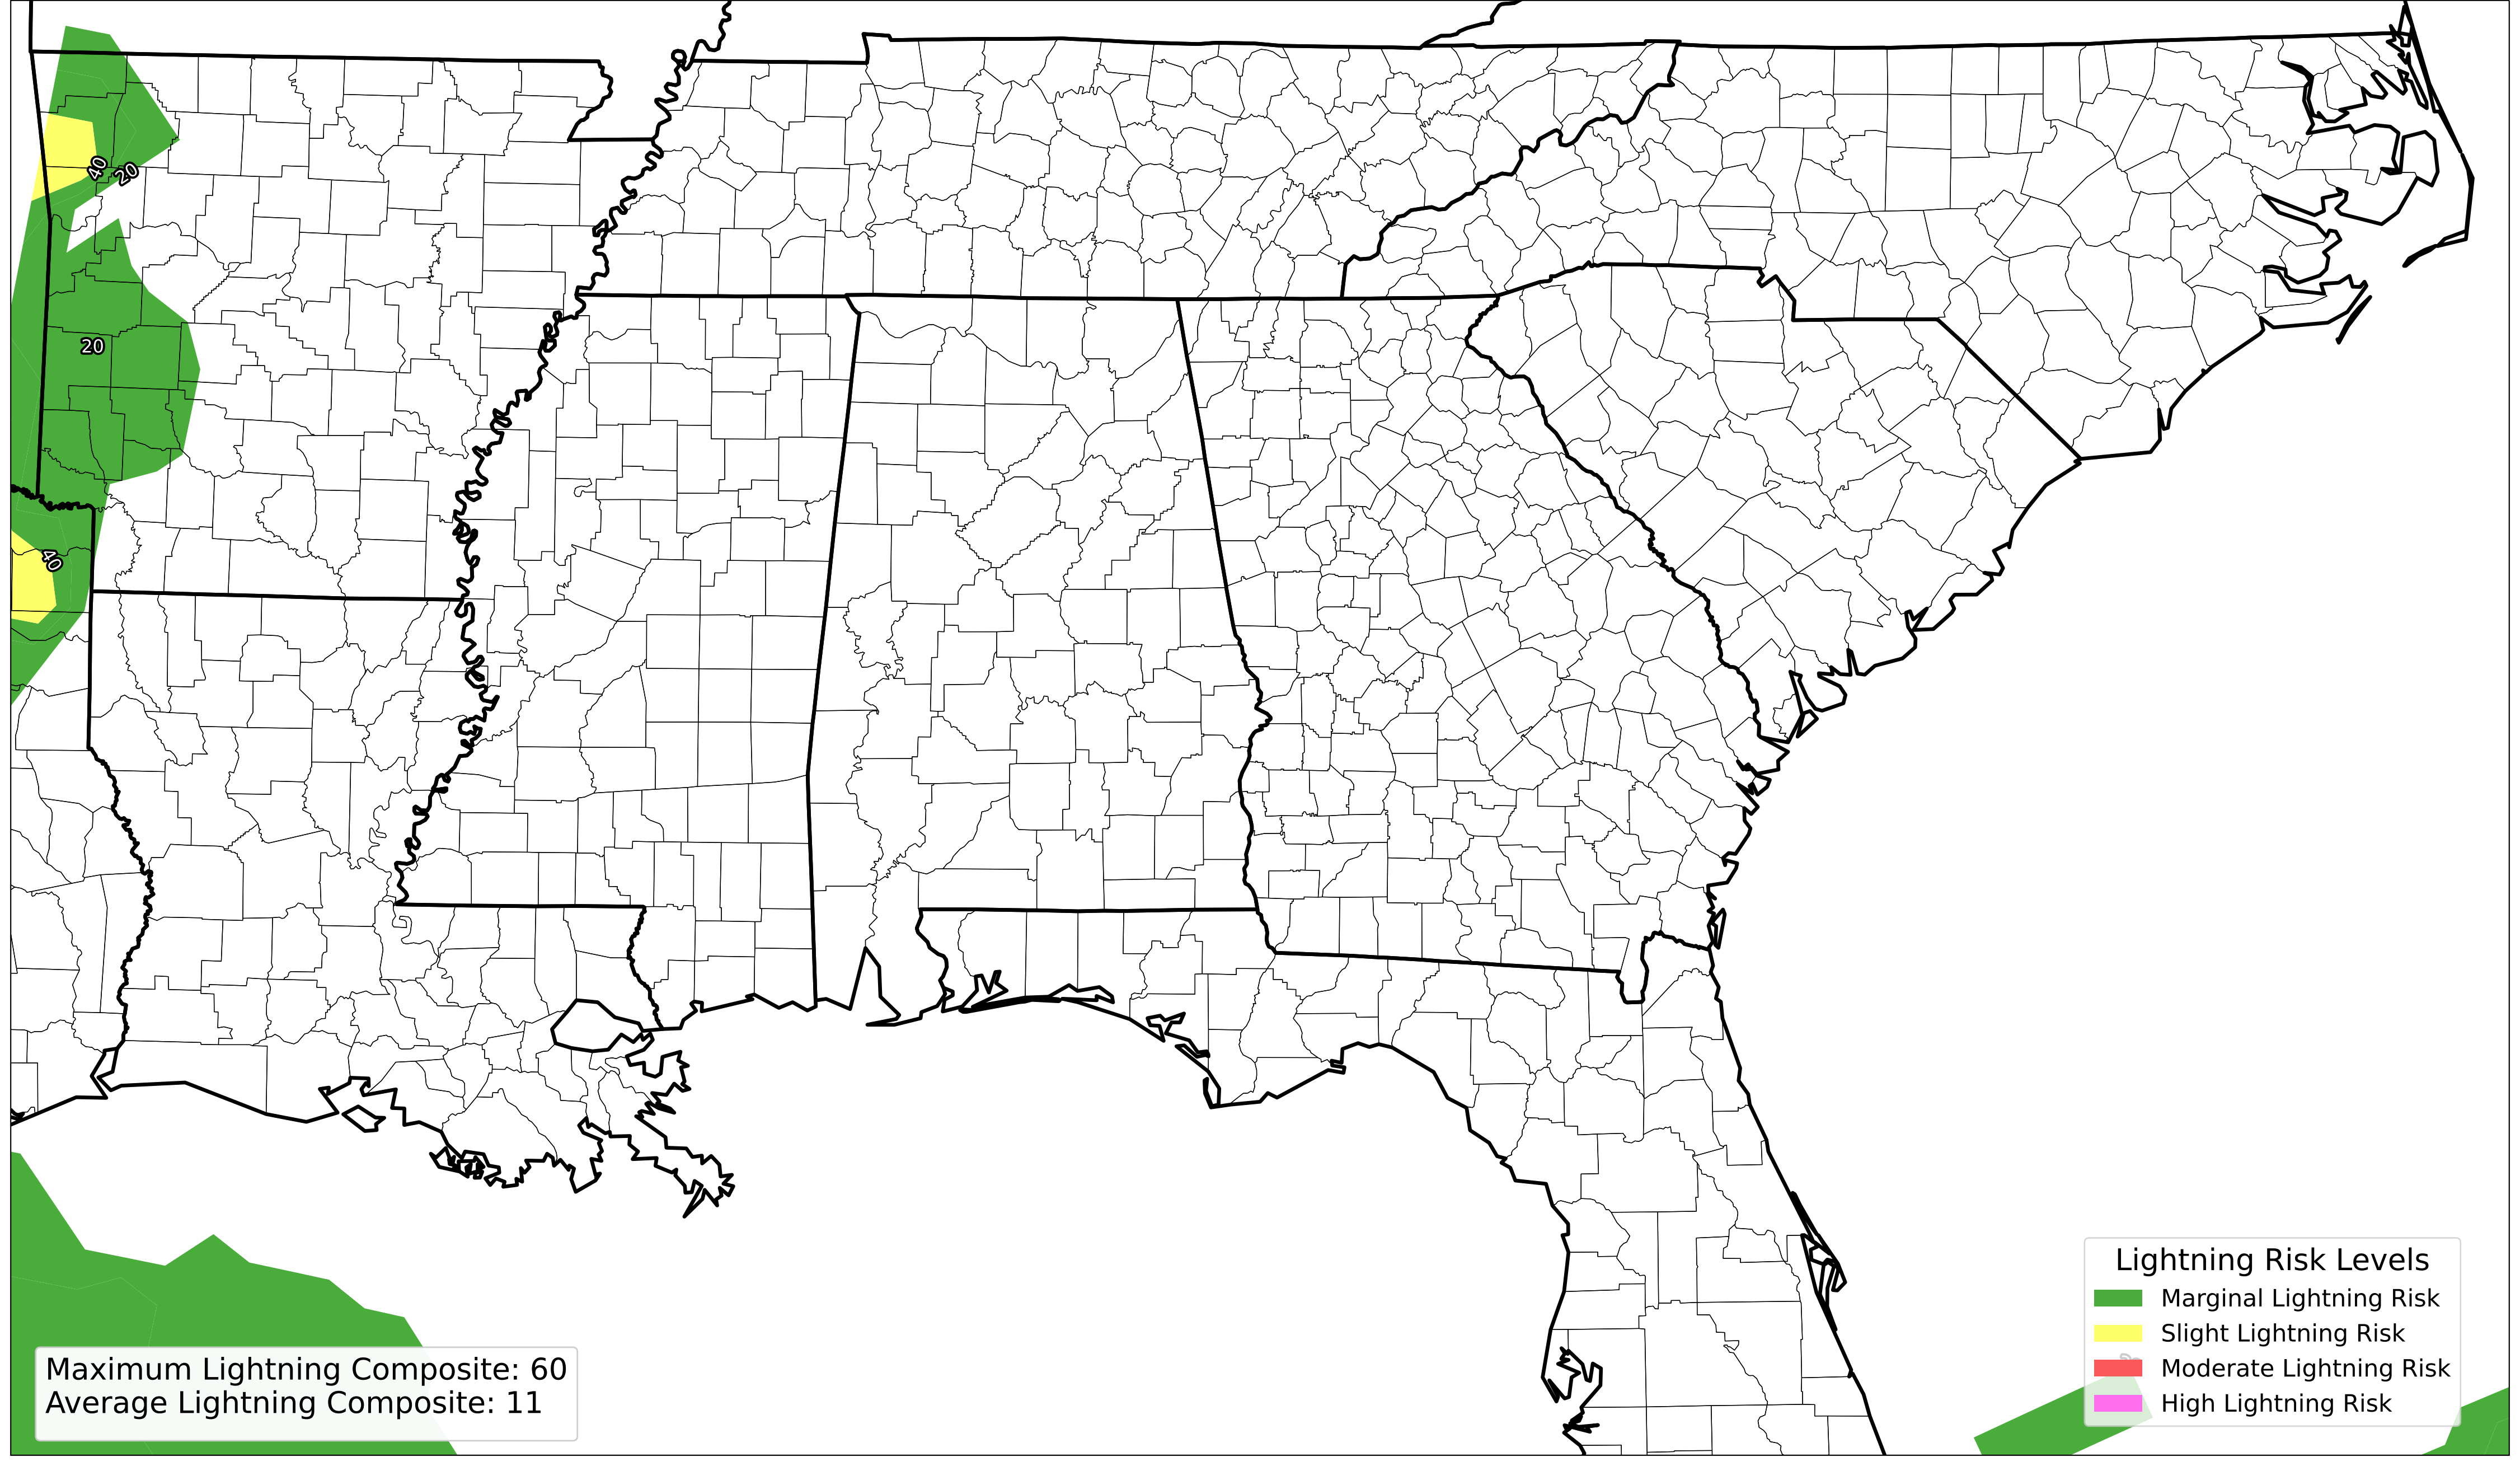 40
20
20
40
Lightning Risk Levels
Marginal Lightning Risk
Slight Lightning Risk
Moderate Lightning Risk
High Lightning Risk
Maximum Lightning Composite: 60
Average Lightning Composite: 11